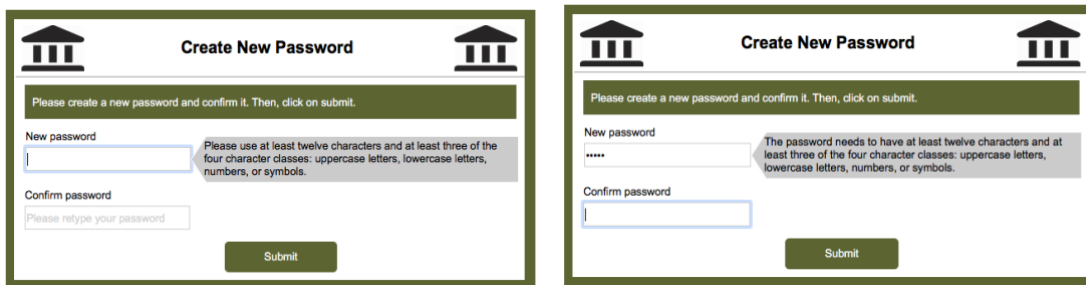 Create New Password
Please create a new password and confirm it. Then, click on submit.
New password
Please use at least twelve characters and at least three of the
four character classes: uppercase letters, lowercase letters,
numbers, or symbols.
Confirm password
Please retype your password
Submit
Create New Password
Please create a new password and confirm it. Then, click on submit.
New password
•••••
The password needs to have at least twelve characters and at
least three of the four character classes: uppercase letters,
lowercase letters, numbers, or symbols.
Confirm password
Submit